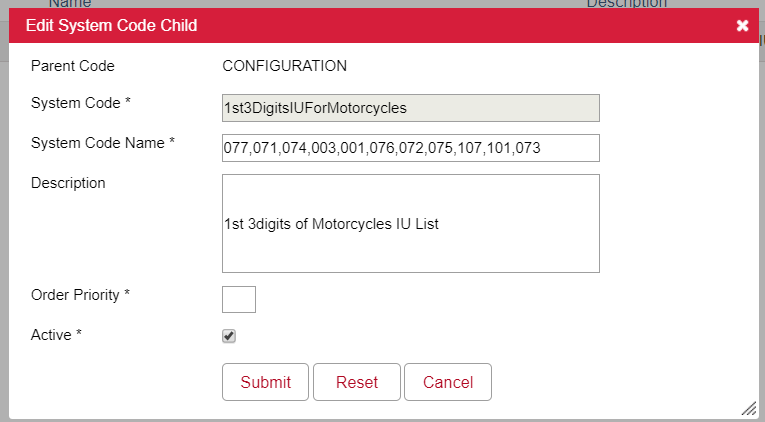 Name Description
Edit System Code Child
Parent Code CONFIGURATION
System Code * 1st3DigitsIUForMotorcycles
System Code Name * 077,071,074,003,001,076,072,075,107,101,073
Description 1st 3digits of Motorcycles IU List
Order Priority *
Active *
Submit Reset Cancel